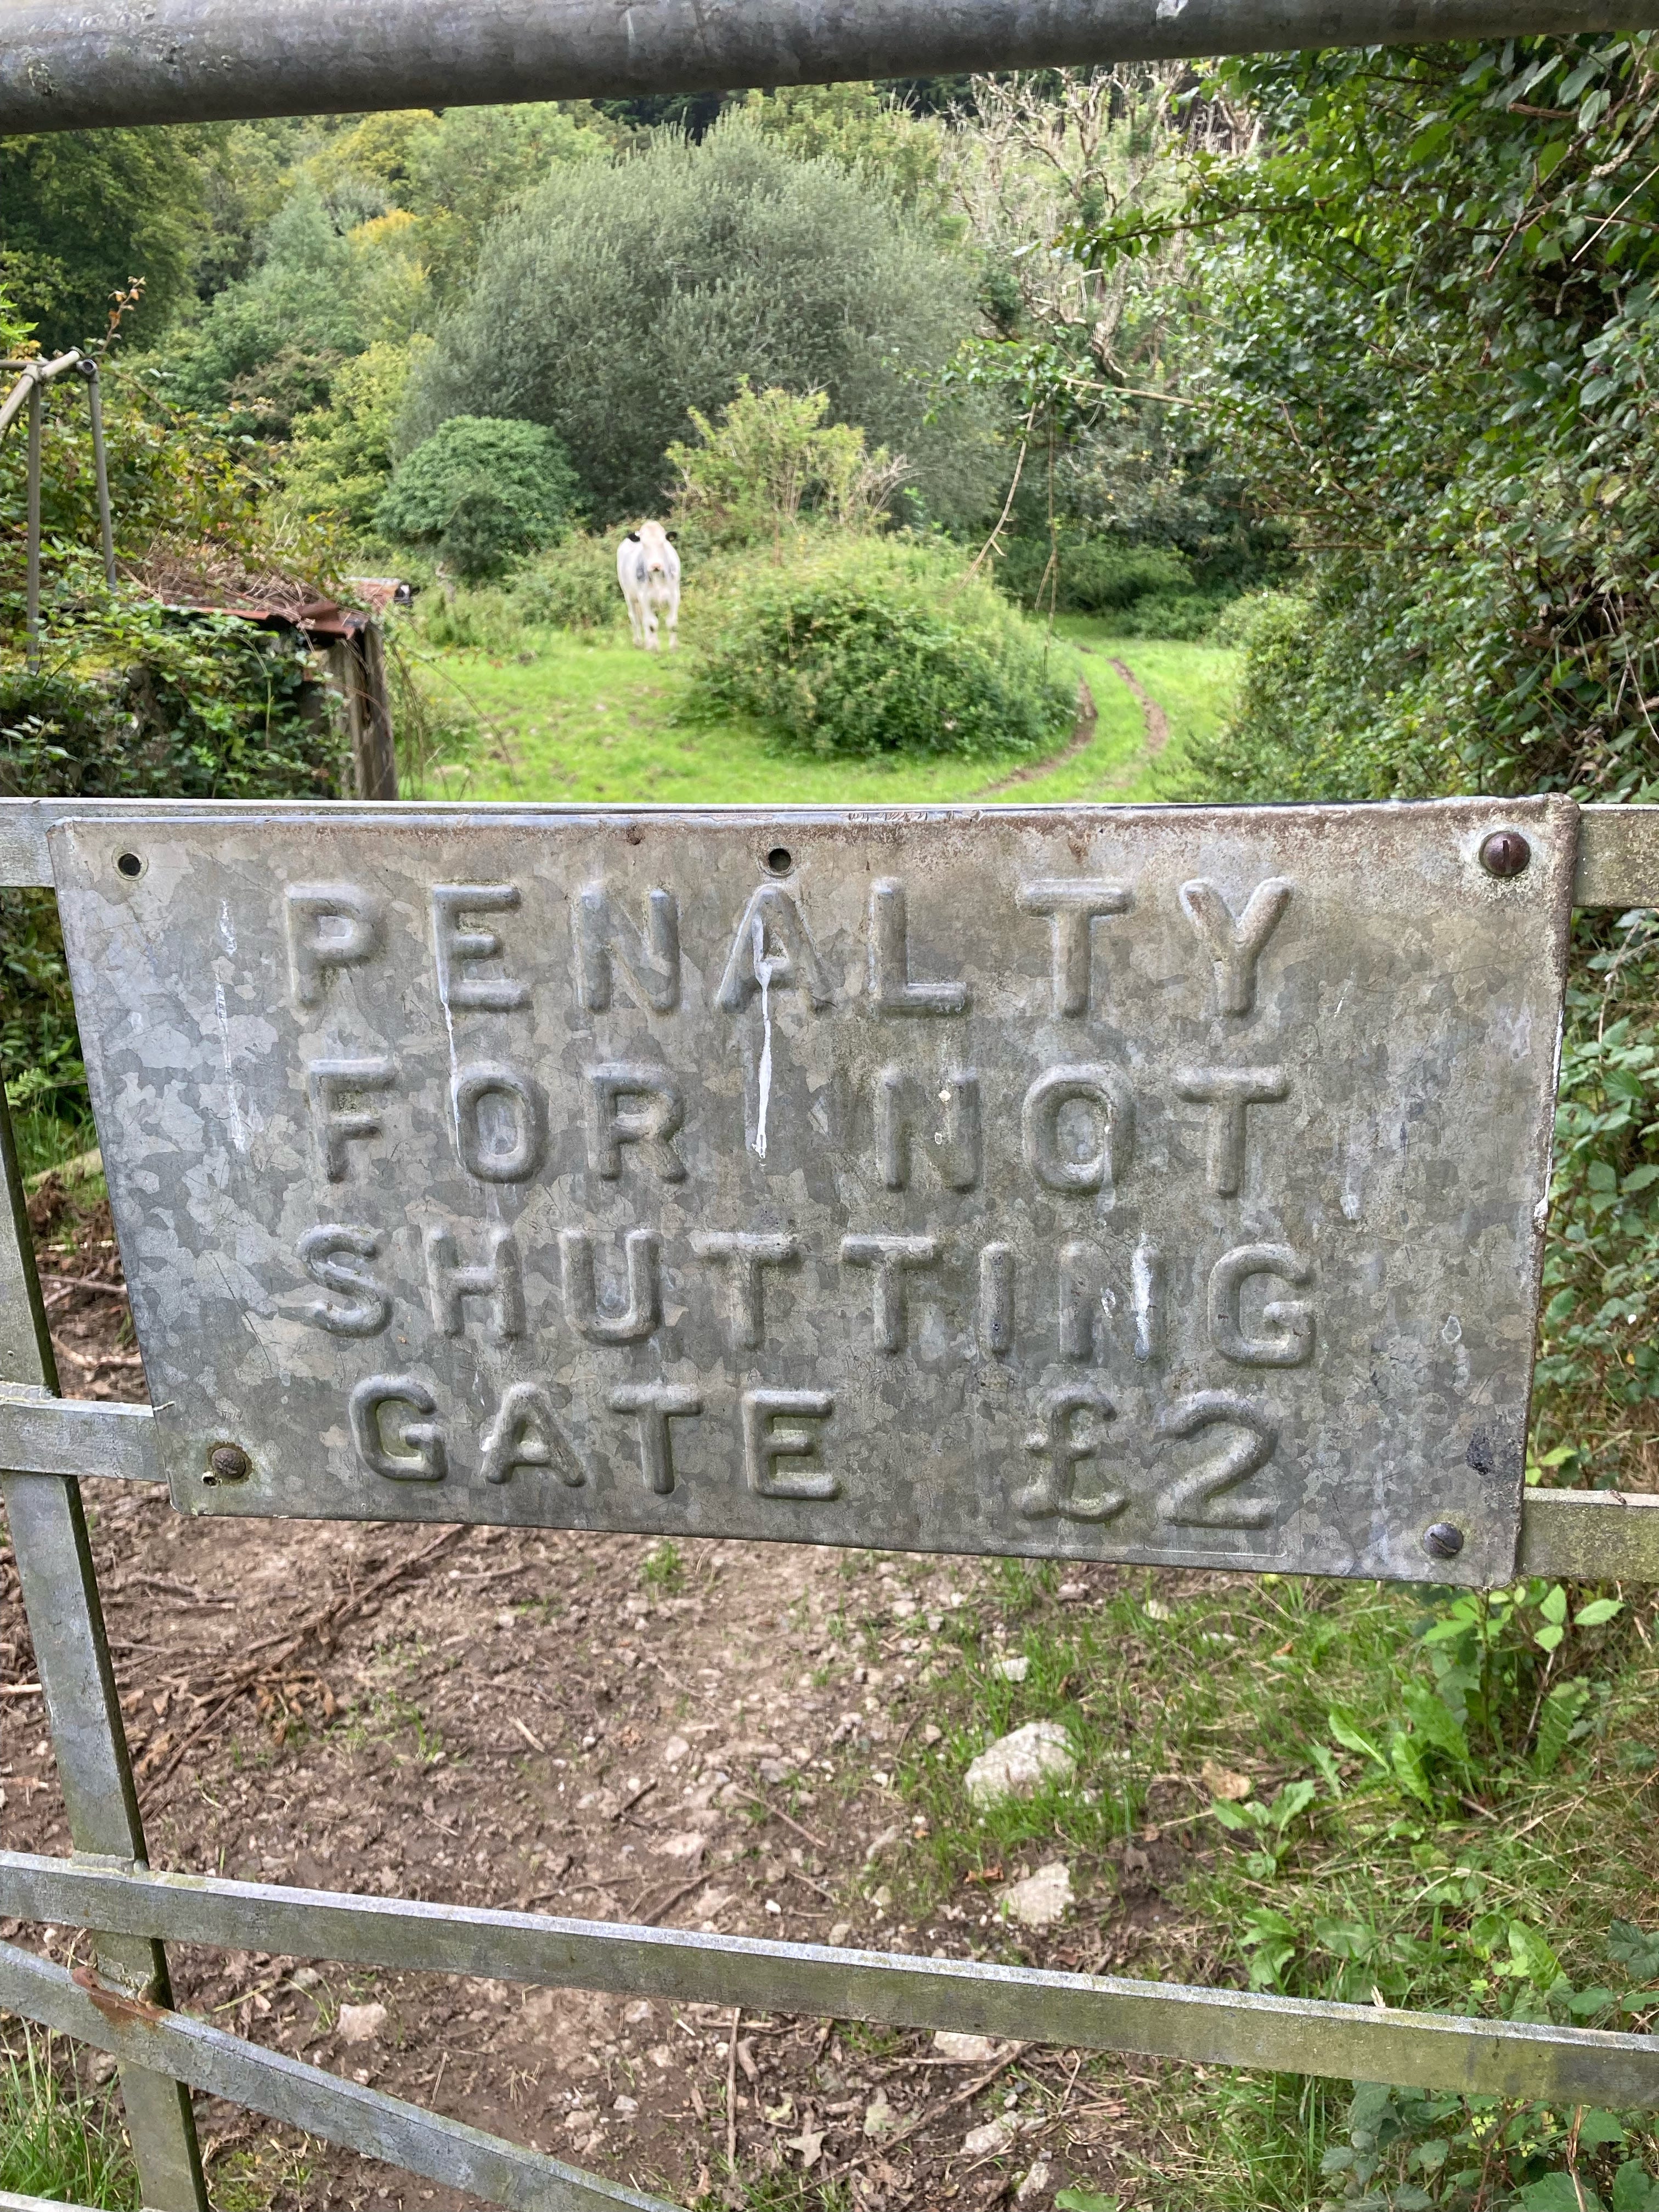 PENALTY
FOR NOT
SHUTTING
GATE £2